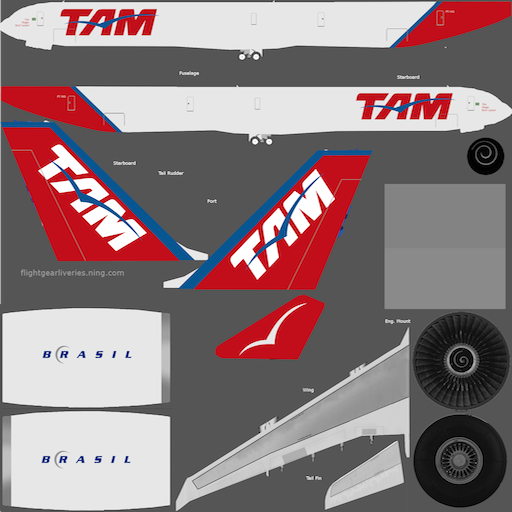 TAM
Fuselage
Starboard
TAM
Starboard
Tail Rudder
Port
TAM
TAM
flightgearliveries.ning.com
Eng. Mount
BRASIL
Wing
BRASIL
Tail Fin